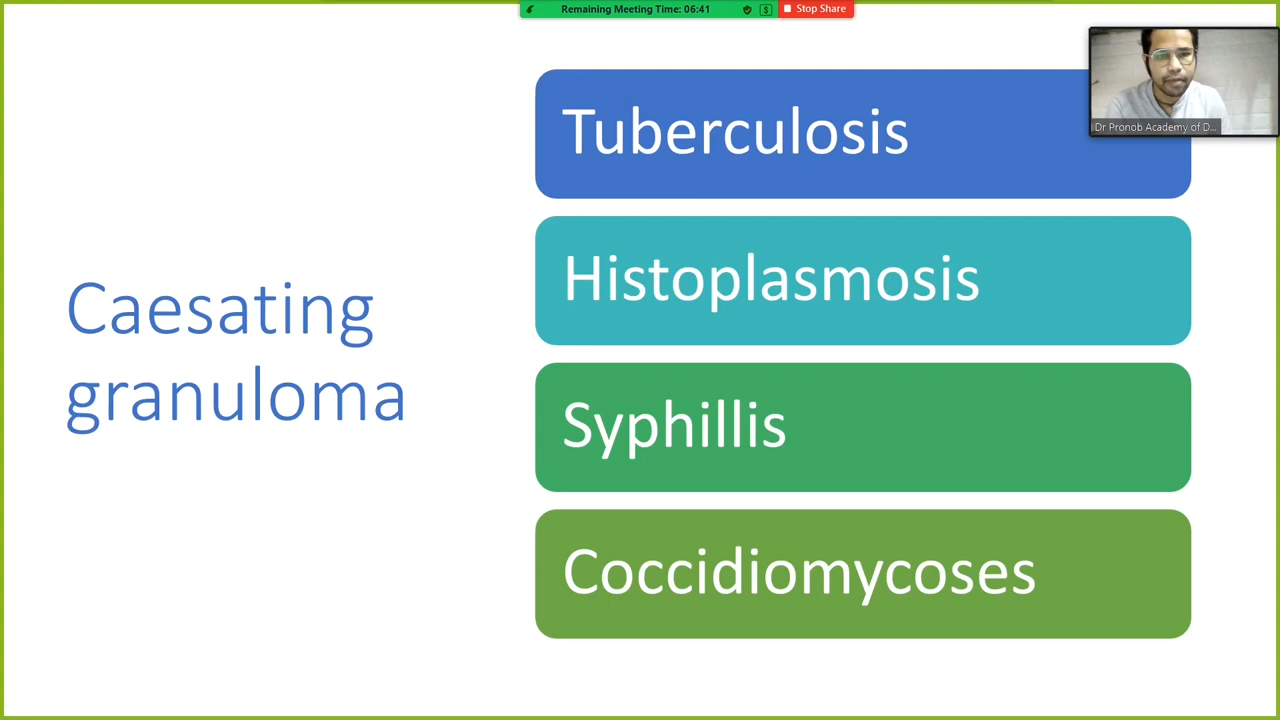 Remaining Meeting Time: 06:41
$
Stop Share
Dr Pronob Academy of D...
Caesating
granuloma
Tuberculosis
Histoplasmosis
Syphillis
Coccidiomycoses